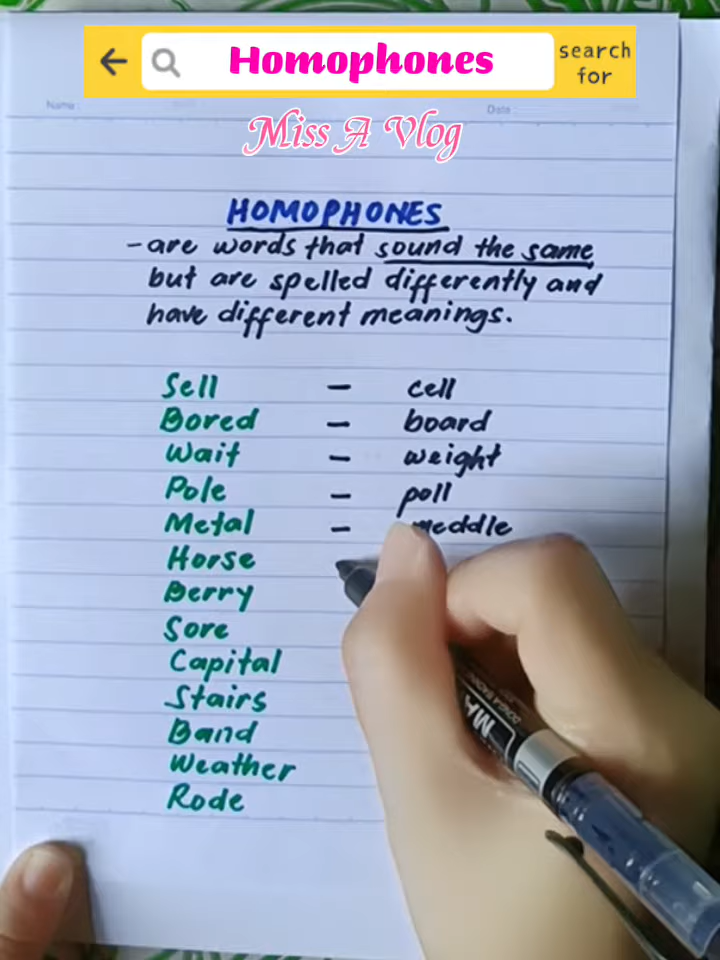 Homophones
search
for
Name:
Date:
Miss A Vlog
HOMOPHONES
- are words that sound the same
but are spelled differently and
have different meanings.
Sell - cell
Bored - board
Wait - weight
Pole - poll
Metal - meddle
Horse
Berry
Sore
Capital
Stairs
Band
Weather
Rode